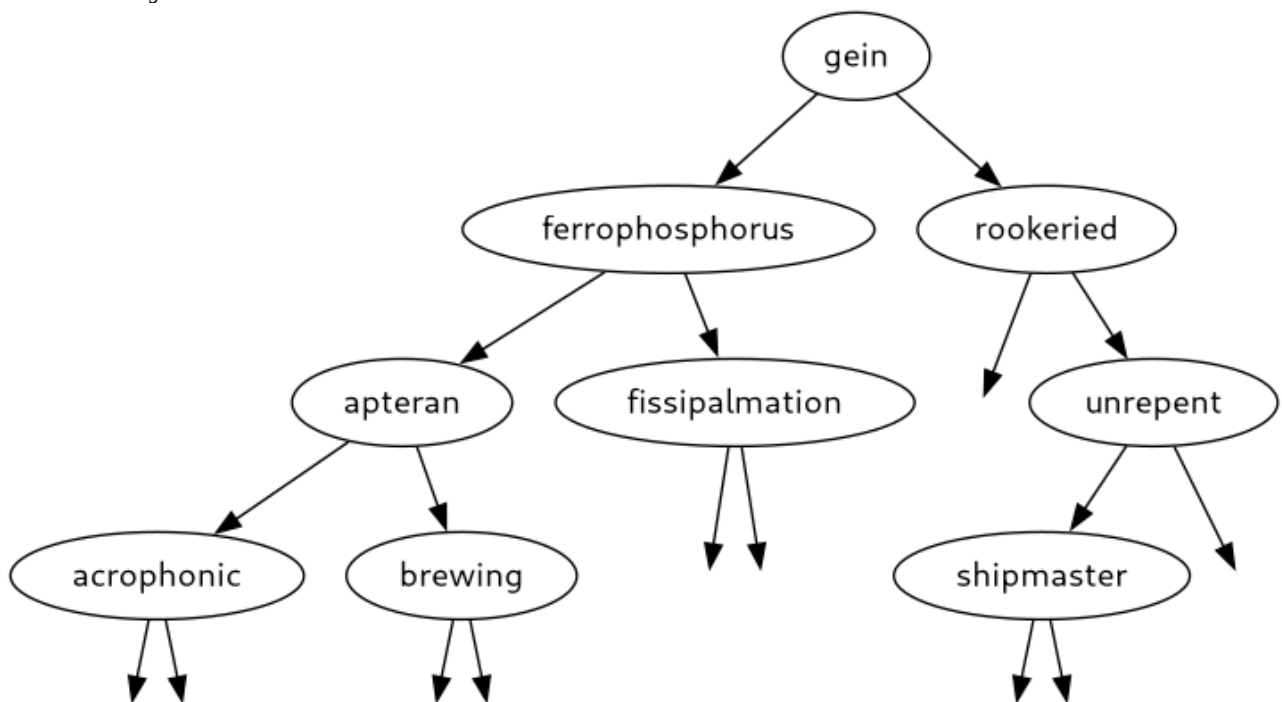 gein
ferrophosphorus rookeried
apteran fissipalmation unrepent
acrophonic brewing shipmaster